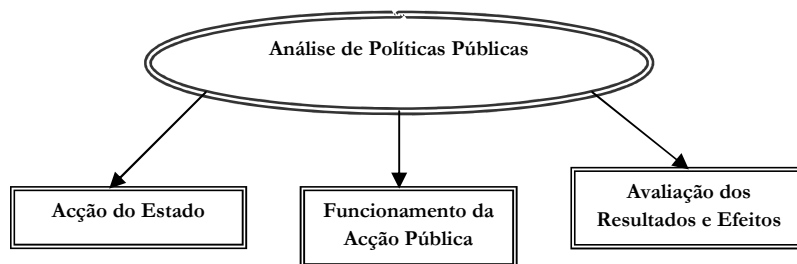 Análise de Políticas Públicas
Acção do Estado
Funcionamento da
Acção Pública
Avaliação dos
Resultados e Efeitos